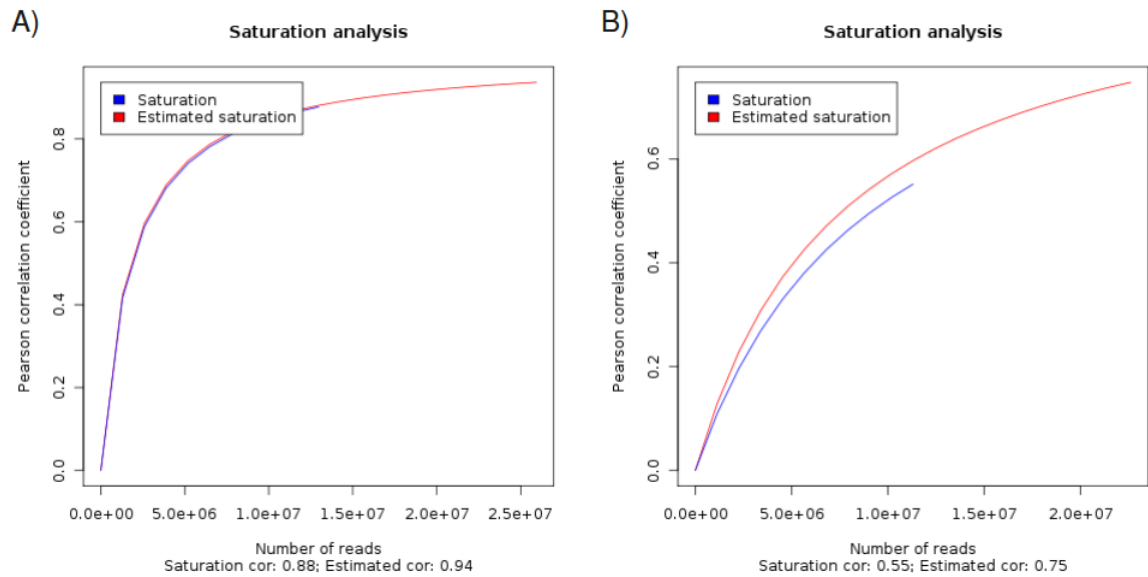 A)
Saturation analysis
Saturation
Estimated saturation
Pearson correlation coefficient
0.0
0.2
0.4
0.6
0.8
0.0e+00
5.0e+06
1.0e+07
1.5e+07
2.0e+07
2.5e+07
Number of reads
Saturation cor: 0.88; Estimated cor: 0.94
B)
Saturation analysis
Saturation
Estimated saturation
Pearson correlation coefficient
0.0
0.2
0.4
0.6
0.0e+00
5.0e+06
1.0e+07
1.5e+07
2.0e+07
Number of reads
Saturation cor: 0.55; Estimated cor: 0.75